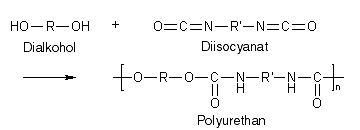 HO—R—OH + O=C=N—R'—N=C=O
Dialkohol Diisocyanat
[O—R—O—C—N—R'—N—C]n
O H H O
Polyurethan